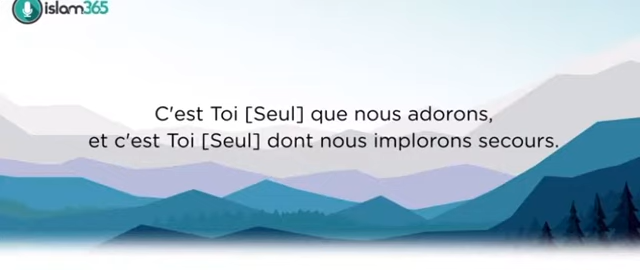 islam365
C'est Toi [Seul] que nous adorons,
et c'est Toi [Seul] dont nous implorons secours.